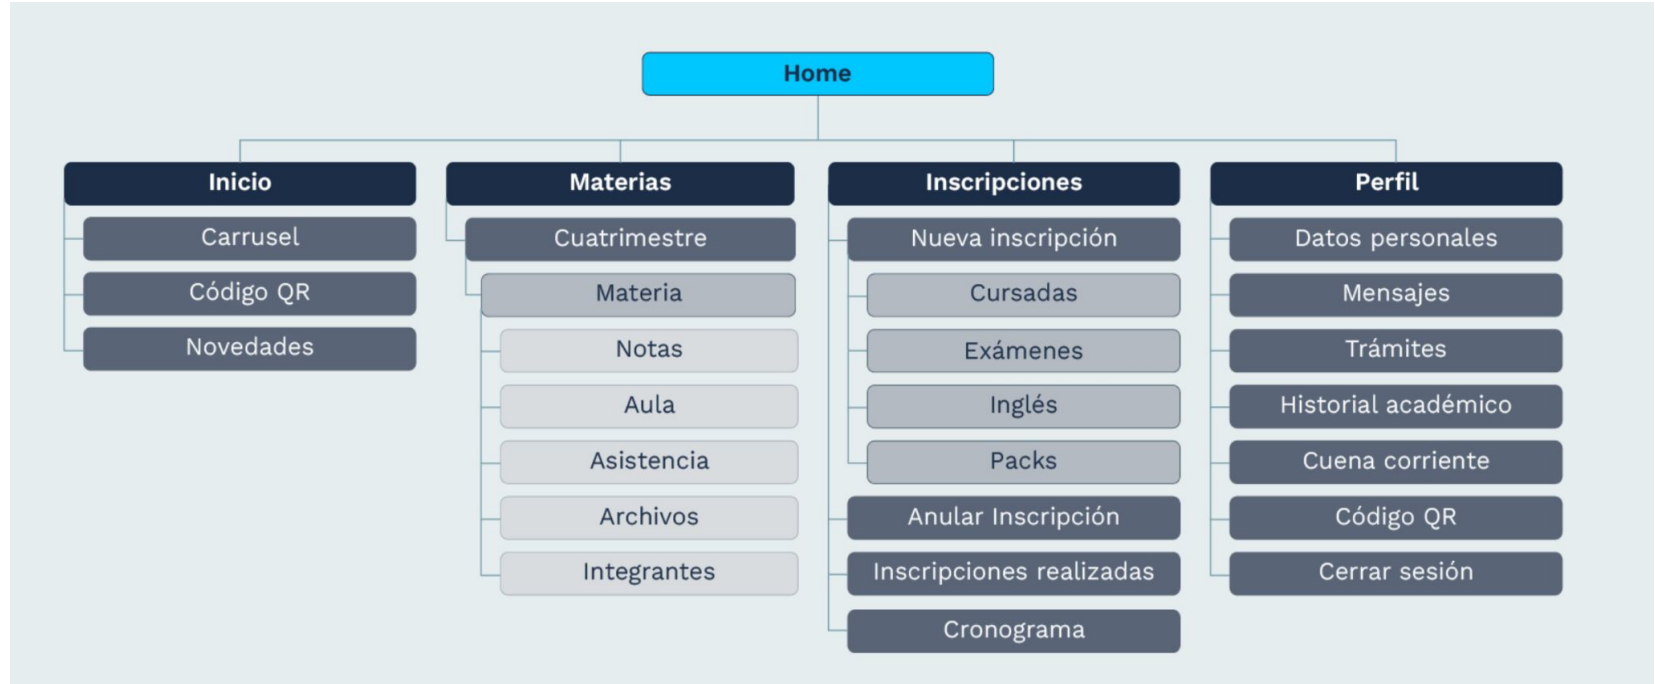 Home
Inicio
Carrusel
Código QR
Novedades
Materias
Cuatrimestre
Materia
Notas
Aula
Asistencia
Archivos
Integrantes
Inscripciones
Nueva inscripción
Cursadas
Exámenes
Inglés
Packs
Anular Inscripción
Inscripciones realizadas
Cronograma
Perfil
Datos personales
Mensajes
Trámites
Historial académico
Cuena corriente
Código QR
Cerrar sesión